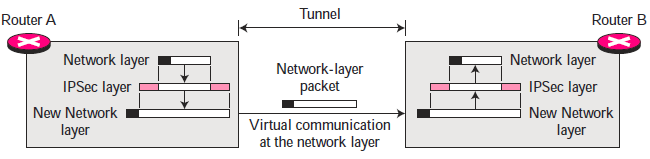 Tunnel
Router A
Router B
Network layer
IPSec layer
New Network
layer
Network-layer
packet
Virtual communication
at the network layer
Network layer
IPSec layer
New Network
layer